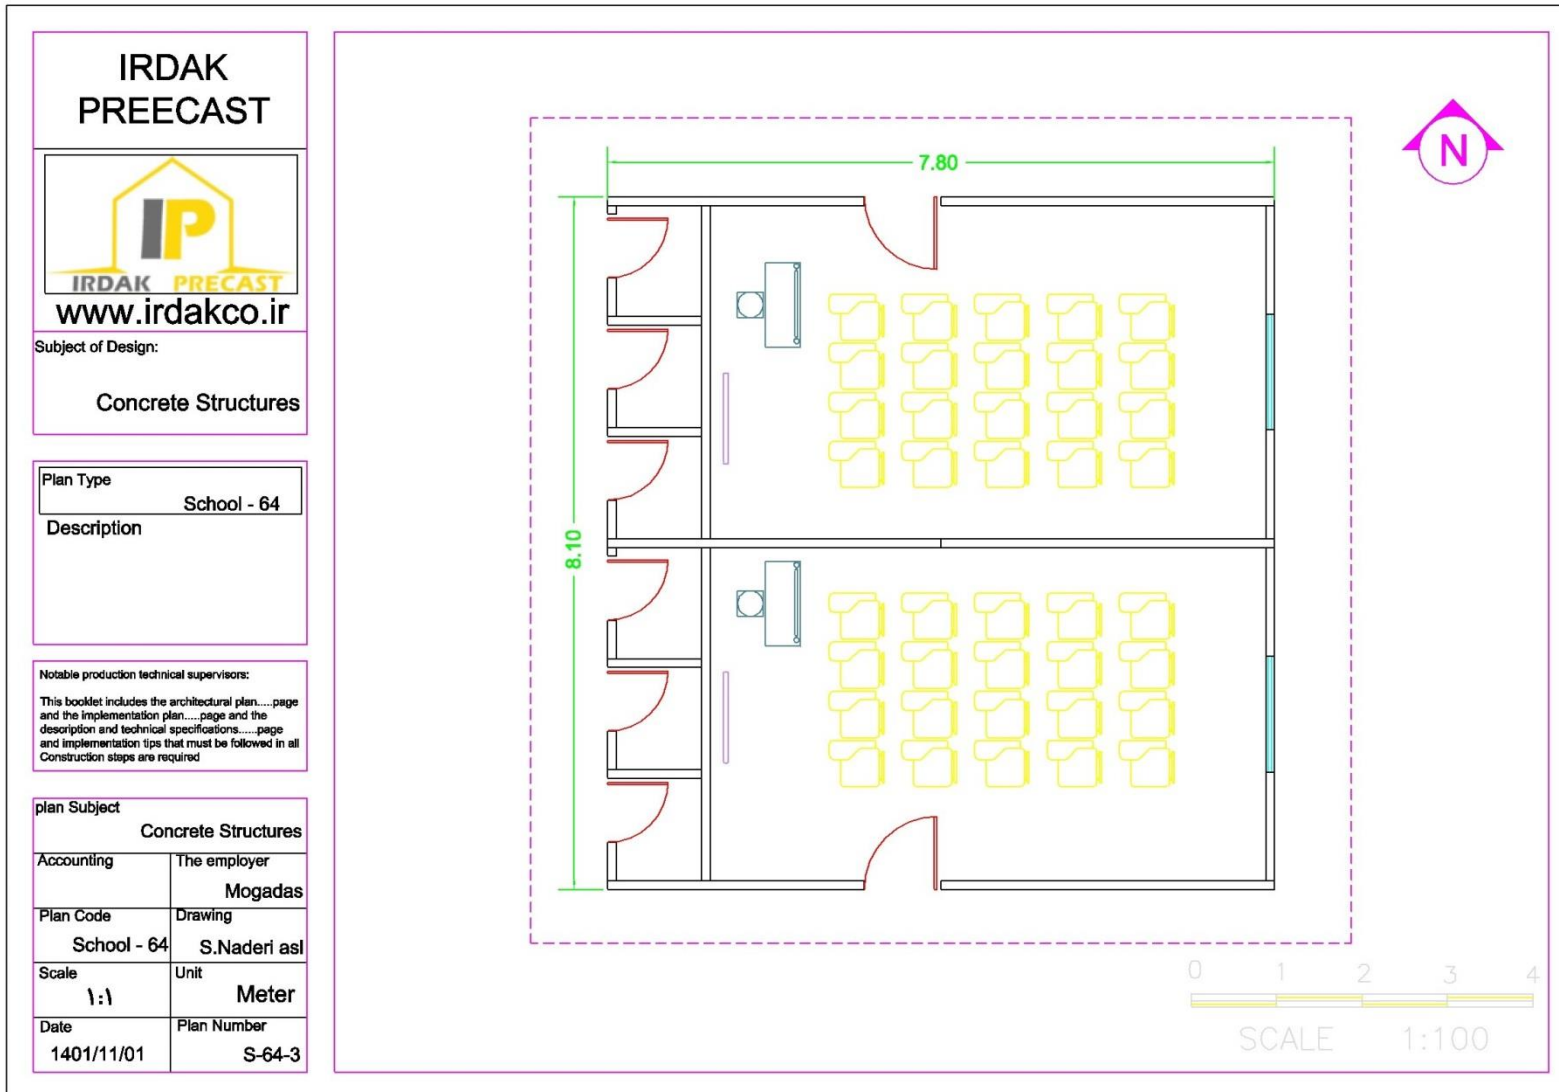 IRDAK
PREECAST
IP
IRDAK PRECAST
www.irdakco.ir
Subject of Design:
Concrete Structures
Plan Type
School - 64
Description
Notable production technical supervisors:
This booklet includes the architectural plan.....page
and the implementation plan.....page and the
description and technical specifications......page
and implementation tips that must be followed in all
Construction steps are required
plan Subject
Concrete Structures
Accounting
The employer
Mogadas
Plan Code
School - 64
Drawing
S.Naderi asl
Scale
۱:۱
Unit
Meter
Date
1401/11/01
Plan Number
S-64-3
7.80
8.10
N
0 1 2 3 4
SCALE 1:100